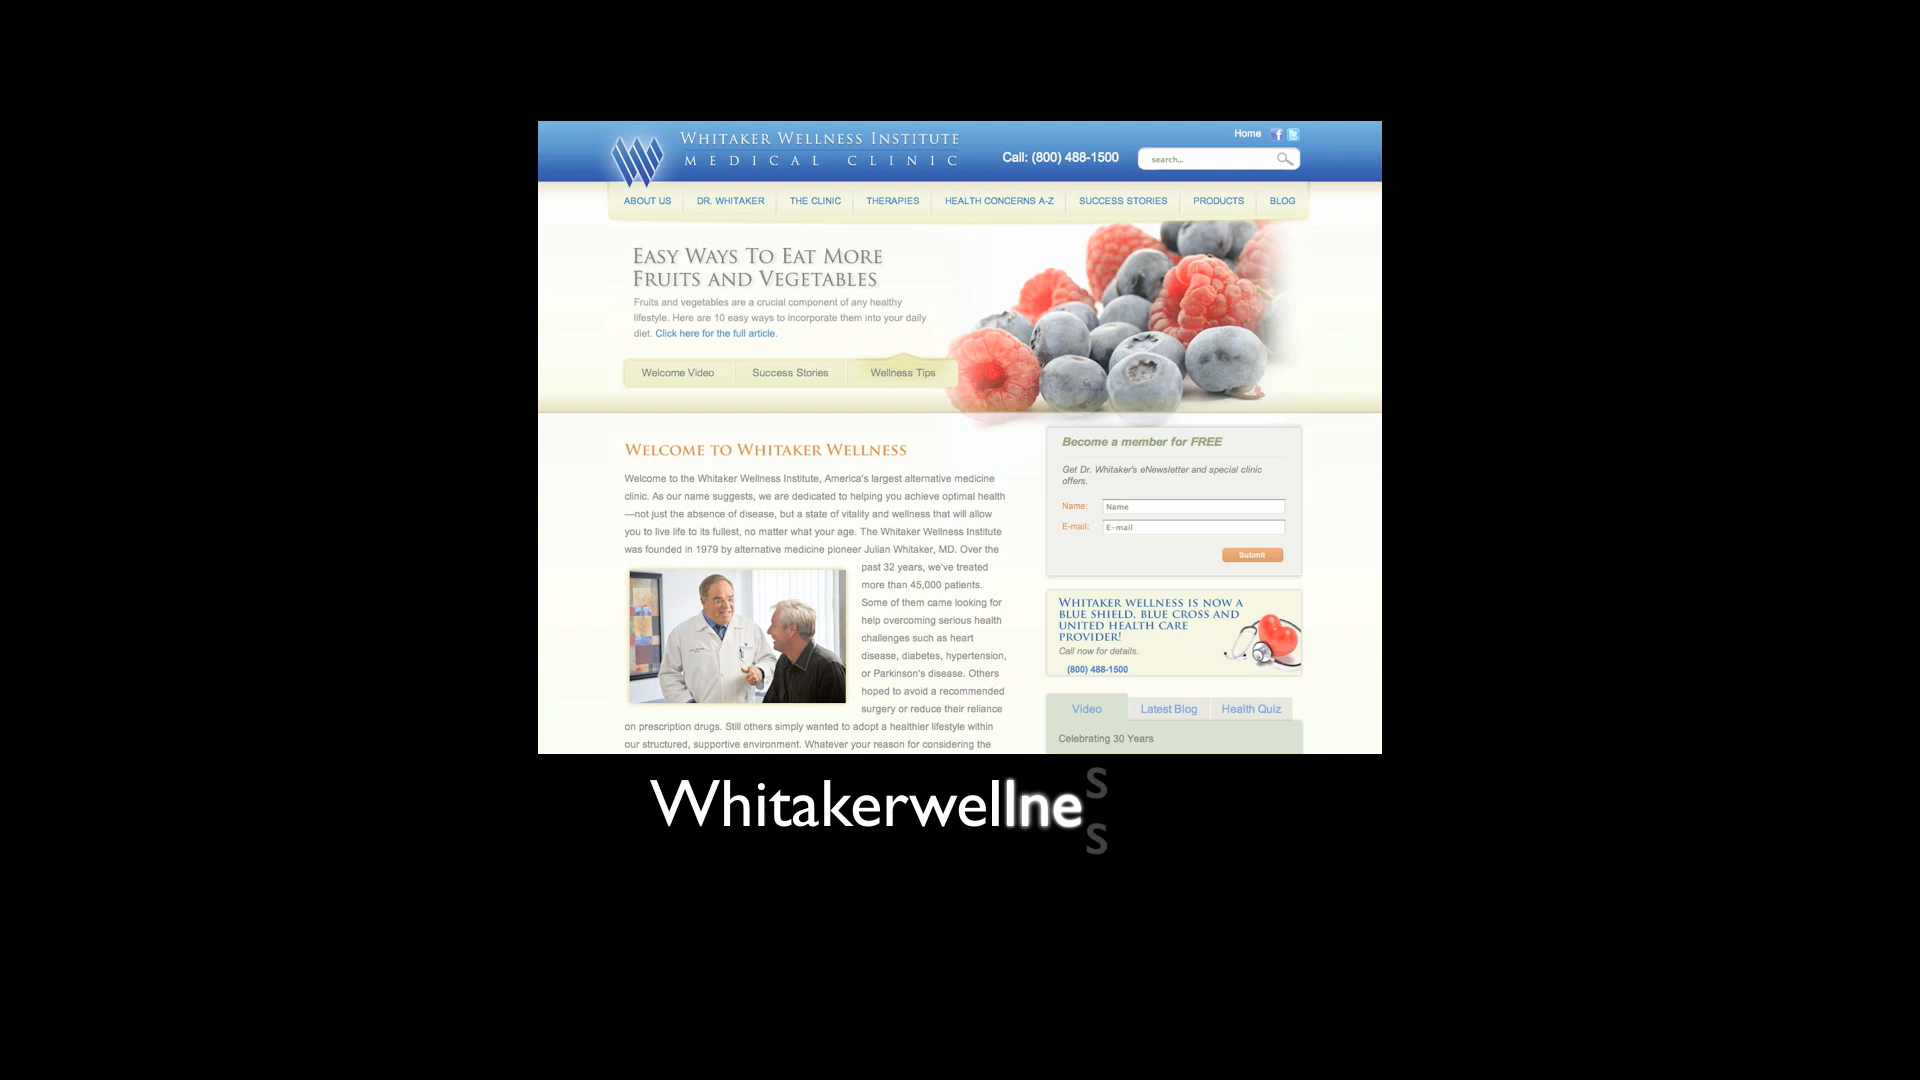 WHITAKER WELLNESS INSTITUTE
MEDICAL CLINIC
Call: (800) 488-1500
Home
search...
ABOUT US
DR. WHITAKER
THE CLINIC
THERAPIES
HEALTH CONCERNS A-Z
SUCCESS STORIES
PRODUCTS
BLOG
EASY WAYS TO EAT MORE
FRUITS AND VEGETABLES
Fruits and vegetables are a crucial component of any healthy
lifestyle. Here are 10 easy ways to incorporate them into your daily
diet. Click here for the full article.
Welcome Video
Success Stories
Wellness Tips
WELCOME TO WHITAKER WELLNESS
Welcome to the Whitaker Wellness Institute, America's largest alternative medicine
clinic. As our name suggests, we are dedicated to helping you achieve optimal health
—not just the absence of disease, but a state of vitality and wellness that will allow
you to live life to its fullest, no matter what your age. The Whitaker Wellness Institute
was founded in 1979 by alternative medicine pioneer Julian Whitaker, MD. Over the
past 32 years, we've treated
more than 45,000 patients.
Some of them came looking for
help overcoming serious health
challenges such as heart
disease, diabetes, hypertension,
or Parkinson's disease. Others
hoped to avoid a recommended
surgery or reduce their reliance
on prescription drugs. Still others simply wanted to adopt a healthier lifestyle within
our structured, supportive environment. Whatever your reason for considering the
Become a member for FREE
Get Dr. Whitaker's eNewsletter and special clinic
offers.
Name: Name
E-mail: E-mail
Submit
WHITAKER WELLNESS IS NOW A
BLUE SHIELD, BLUE CROSS AND
UNITED HEALTH CARE
PROVIDER!
Call now for details.
(800) 488-1500
Video
Latest Blog
Health Quiz
Celebrating 30 Years
Whitakerwellness